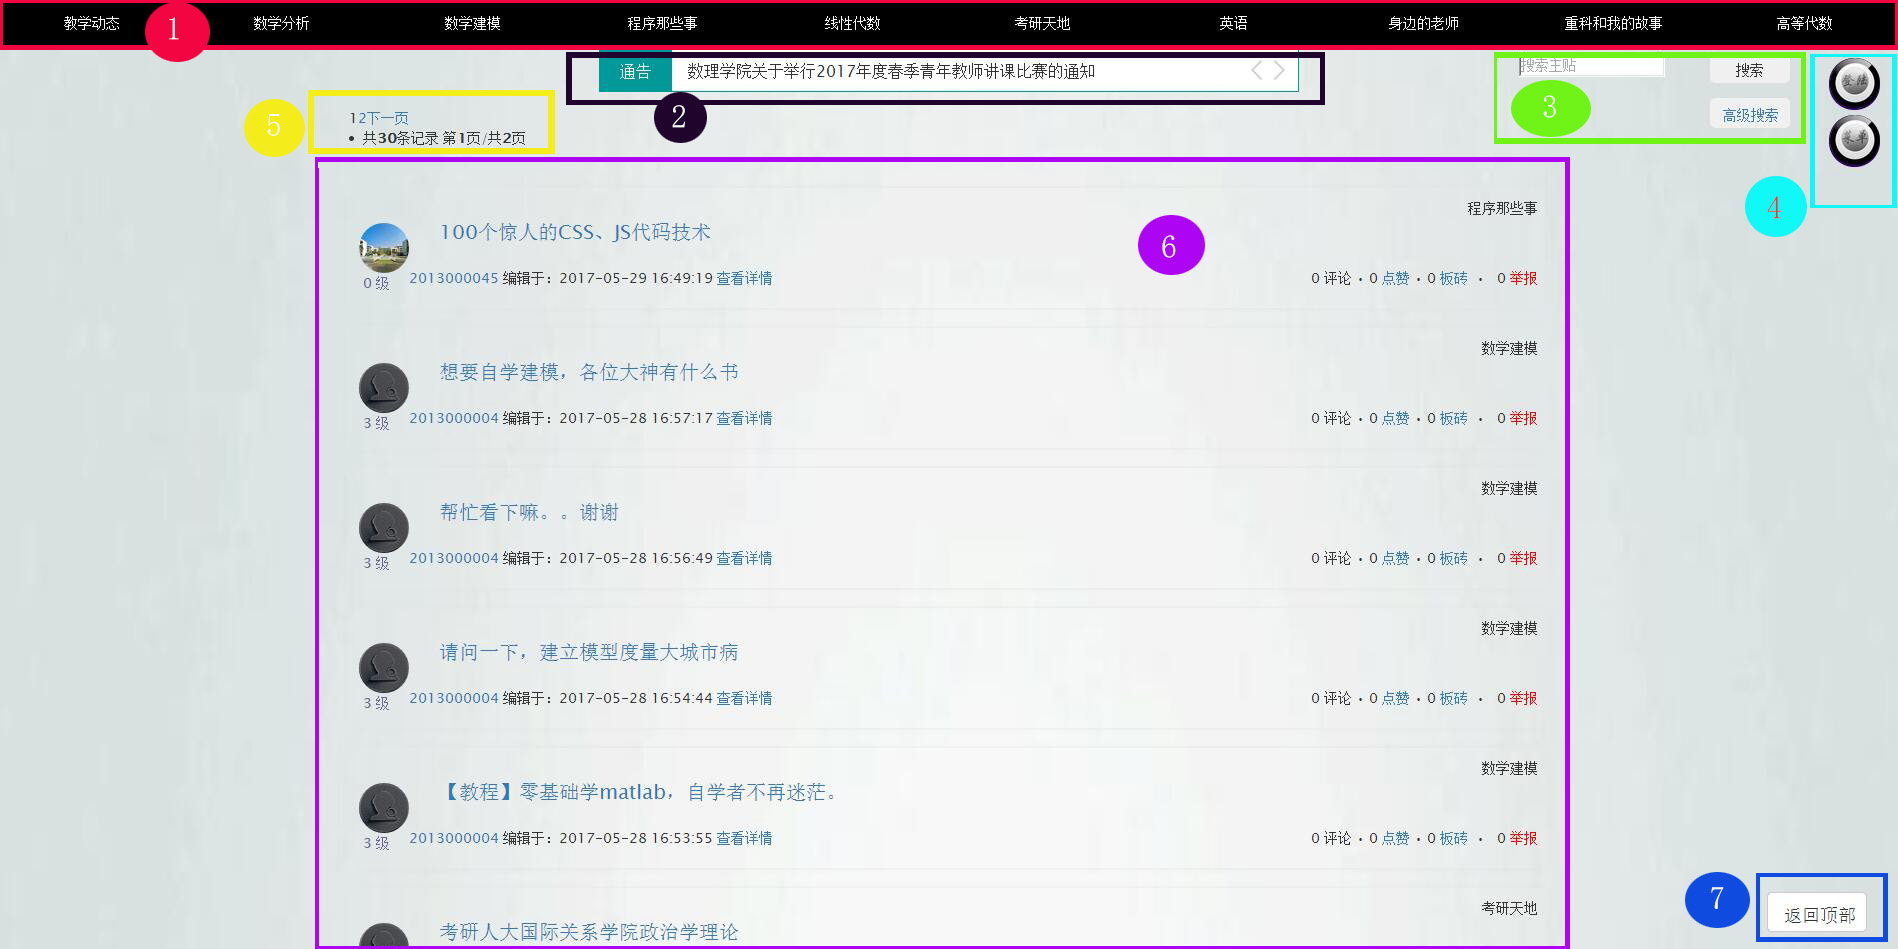 教学动态 数学分析 数学建模 程序那些事 线性代数 考研天地 英语 身边的老师 重科和我的故事 高等代数
1
通告 数理学院关于举行2017年度春季青年教师讲课比赛的通知
2
搜索主贴 搜索
高级搜索
3
登陆
菜单
4
5
12下一页
• 共30条记录 第1页/共2页
6
程序那些事
100个惊人的CSS、JS代码技术
0 级 2013000045 编辑于：2017-05-29 16:49:19 查看详情 0 评论 • 0 点赞 • 0 板砖 • 0 举报
数学建模
想要自学建模，各位大神有什么书
3 级 2013000004 编辑于：2017-05-28 16:57:17 查看详情 0 评论 • 0 点赞 • 0 板砖 • 0 举报
数学建模
帮忙看下嘛。。谢谢
3 级 2013000004 编辑于：2017-05-28 16:56:49 查看详情 0 评论 • 0 点赞 • 0 板砖 • 0 举报
数学建模
请问一下，建立模型度量大城市病
3 级 2013000004 编辑于：2017-05-28 16:54:44 查看详情 0 评论 • 0 点赞 • 0 板砖 • 0 举报
数学建模
【教程】零基础学matlab，自学者不再迷茫。
3 级 2013000004 编辑于：2017-05-28 16:53:55 查看详情 0 评论 • 0 点赞 • 0 板砖 • 0 举报
考研天地
考研人大国际关系学院政治学理论
7
返回顶部